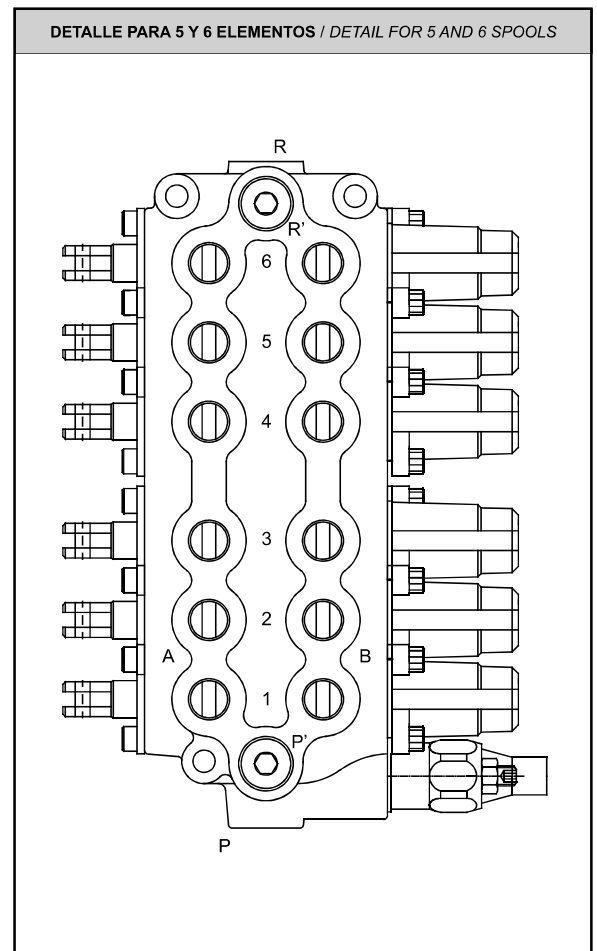 DETALLE PARA 5 Y 6 ELEMENTOS / DETAIL FOR 5 AND 6 SPOOLS
R
R'
6
5
4
3
2
A
B
1
P'
P